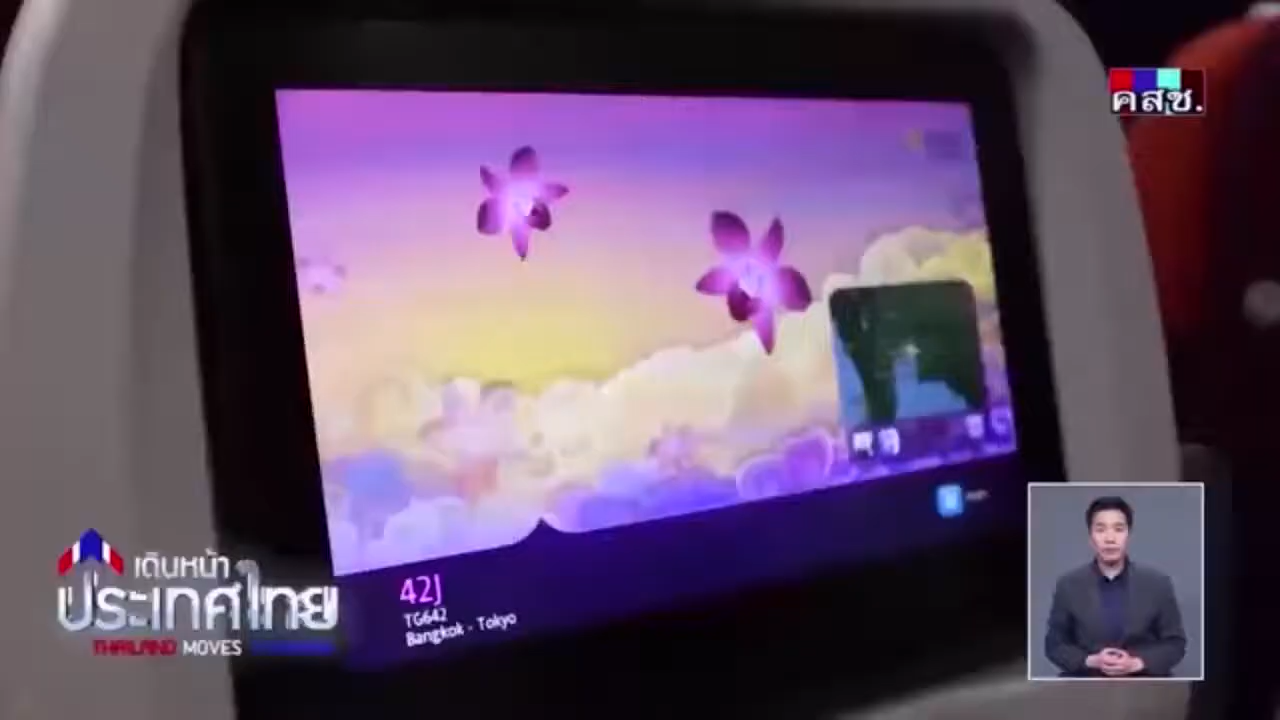 คสช.
เดินหน้า
ประเทศไทย
THAILAND MOVES
42J
TG642
Bangkok - Tokyo